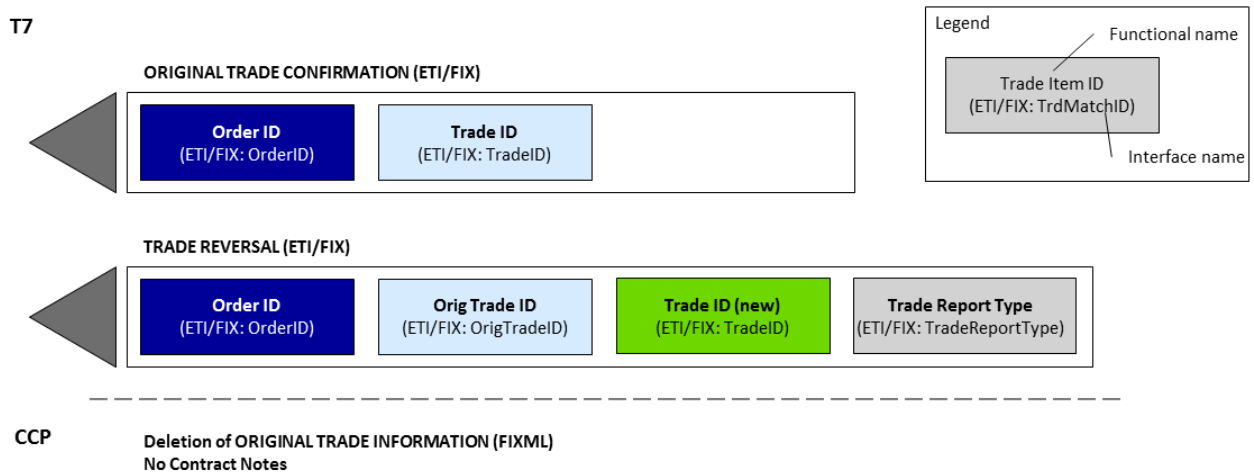 T7
Legend
Functional name
Trade Item ID
(ETI/FIX: TrdMatchID)
Interface name
ORIGINAL TRADE CONFIRMATION (ETI/FIX)
Order ID
(ETI/FIX: OrderID)
Trade ID
(ETI/FIX: TradeID)
TRADE REVERSAL (ETI/FIX)
Order ID
(ETI/FIX: OrderID)
Orig Trade ID
(ETI/FIX: OrigTradeID)
Trade ID (new)
(ETI/FIX: TradeID)
Trade Report Type
(ETI/FIX: TradeReportType)
CCP
Deletion of ORIGINAL TRADE INFORMATION (FIXML)
No Contract Notes